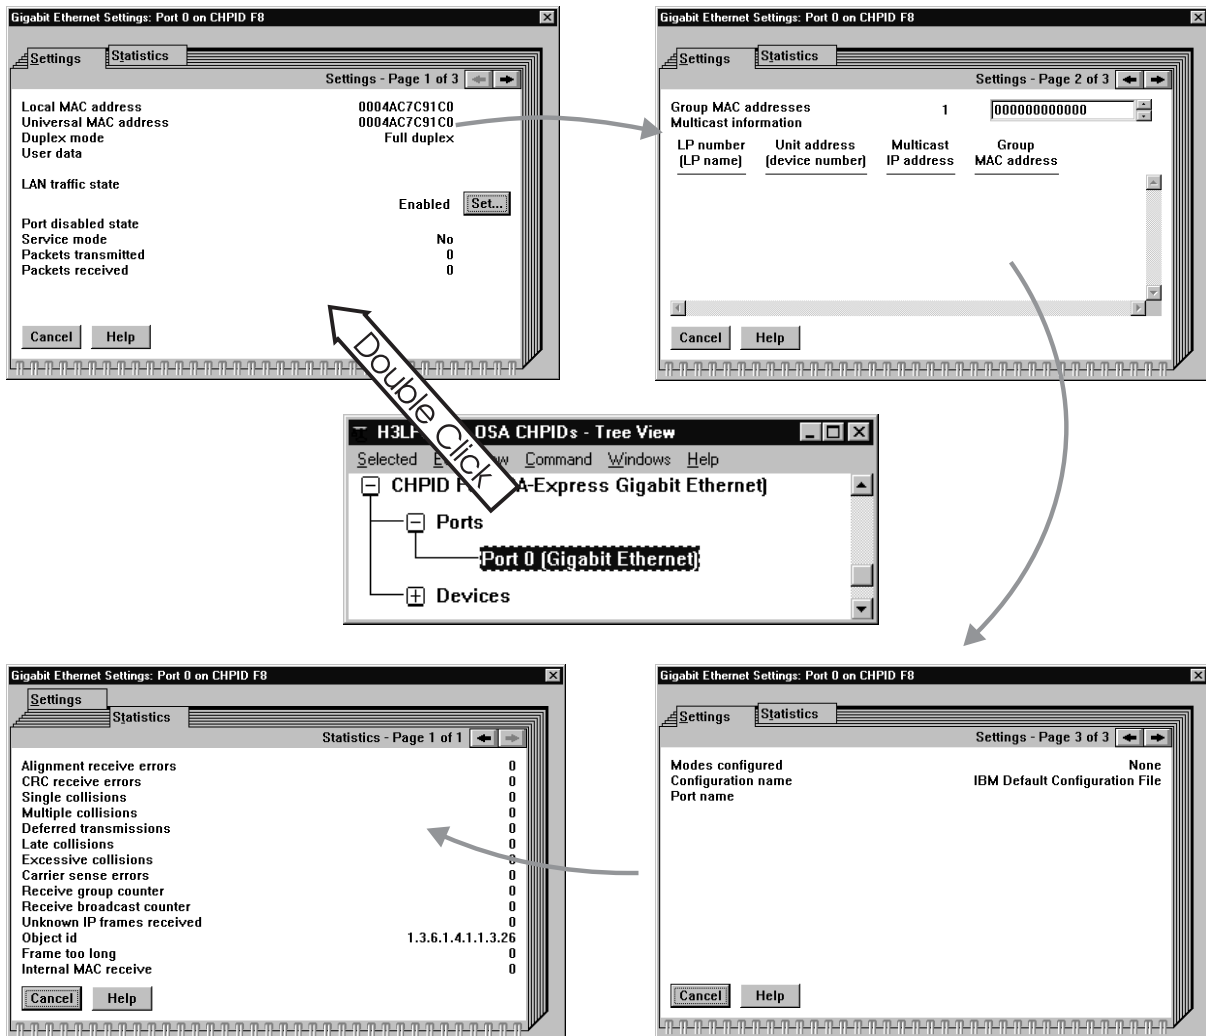 Gigabit Ethernet Settings: Port 0 on CHPID F8
Settings
Statistics
Settings - Page 1 of 3
Local MAC address 0004AC7C91C0
Universal MAC address 0004AC7C91C0
Duplex mode Full duplex
User data
LAN traffic state
Enabled Set...
Port disabled state
Service mode No
Packets transmitted 0
Packets received 0
Cancel Help
Gigabit Ethernet Settings: Port 0 on CHPID F8
Settings
Statistics
Settings - Page 2 of 3
Group MAC addresses 1 000000000000
Multicast information
LP number Unit address Multicast Group
(LP name) (device number) IP address MAC address
Cancel Help
Double Click
OSA CHPIDs - Tree View
Selected Command Windows Help
CHPID A-Express Gigabit Ethernet)
Ports
Port 0 (Gigabit Ethernet)
Devices
Gigabit Ethernet Settings: Port 0 on CHPID F8
Settings
Statistics
Statistics - Page 1 of 1
Alignment receive errors 0
CRC receive errors 0
Single collisions 0
Multiple collisions 0
Deferred transmissions 0
Late collisions 0
Excessive collisions 0
Carrier sense errors 0
Receive group counter 0
Receive broadcast counter 0
Unknown IP frames received 0
Object id 1.3.6.1.4.1.1.3.26
Frame too long 0
Internal MAC receive 0
Cancel Help
Gigabit Ethernet Settings: Port 0 on CHPID F8
Settings
Statistics
Settings - Page 3 of 3
Modes configured None
Configuration name IBM Default Configuration File
Port name
Cancel Help